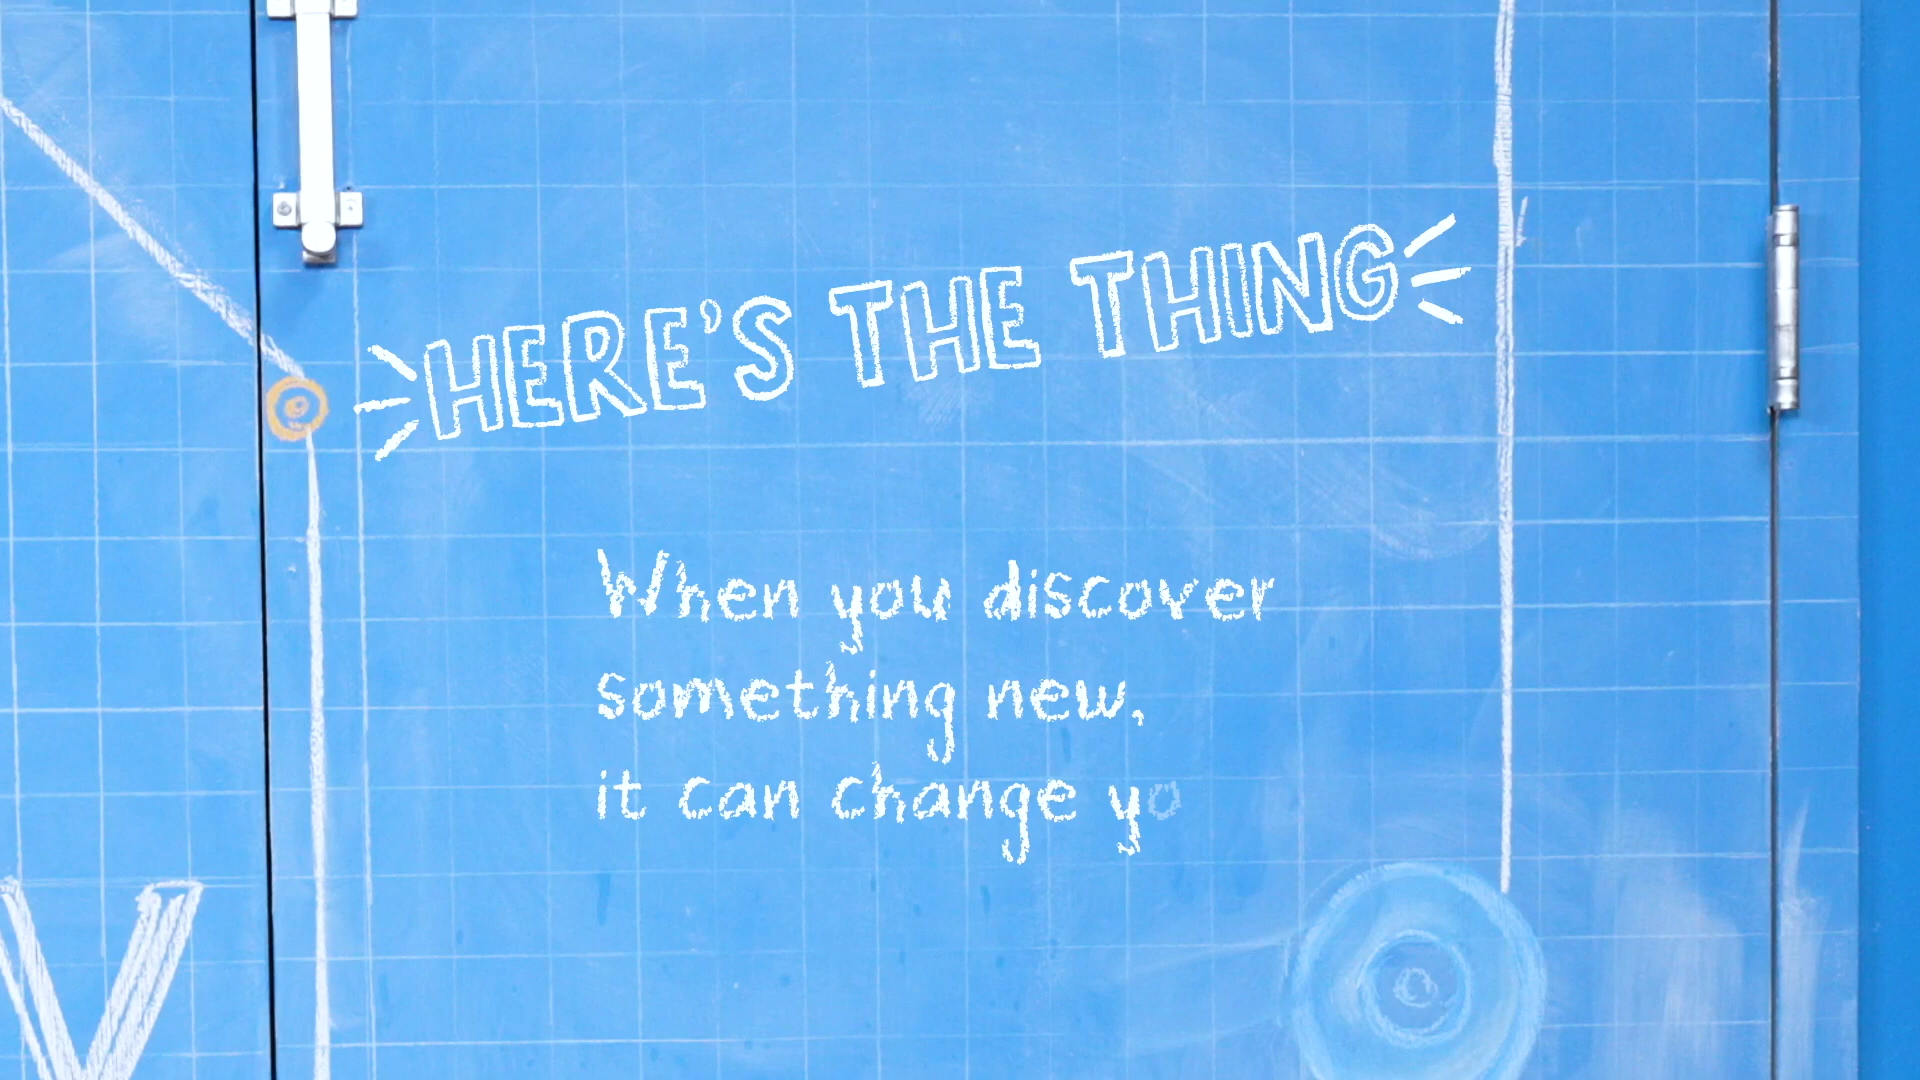 HERE'S THE THING
When you discover
something new,
it can change yo